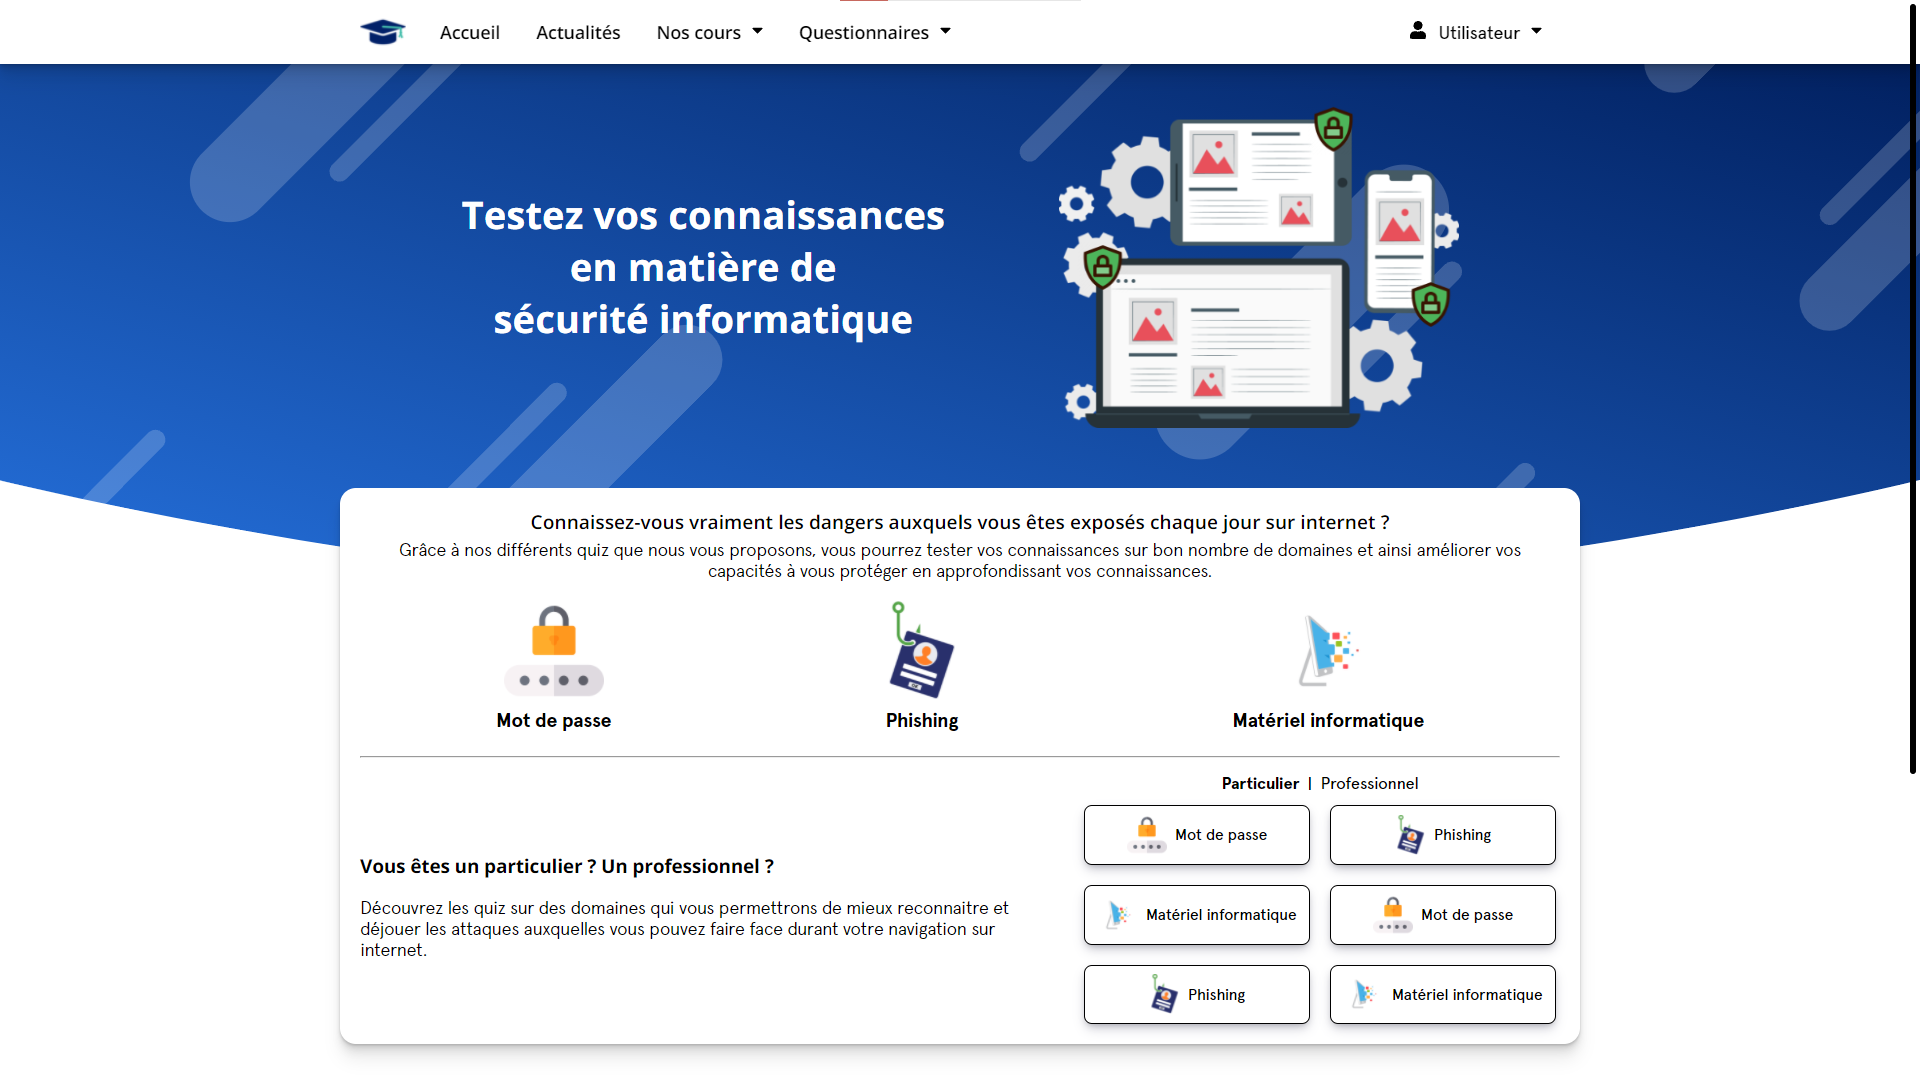 Accueil
Actualités
Nos cours
Questionnaires
Utilisateur
Testez vos connaissances
en matière de
sécurité informatique
Connaissez-vous vraiment les dangers auxquels vous êtes exposés chaque jour sur internet ?
Grâce à nos différents quiz que nous vous proposons, vous pourrez tester vos connaissances sur bon nombre de domaines et ainsi améliorer vos
capacités à vous protéger en approfondissant vos connaissances.
Mot de passe
Phishing
Matériel informatique
Particulier | Professionnel
Mot de passe
Phishing
Vous êtes un particulier ? Un professionnel ?
Découvrez les quiz sur des domaines qui vous permettrons de mieux reconnaitre et
déjouer les attaques auxquelles vous pouvez faire face durant votre navigation sur
internet.
Matériel informatique
Mot de passe
Phishing
Matériel informatique